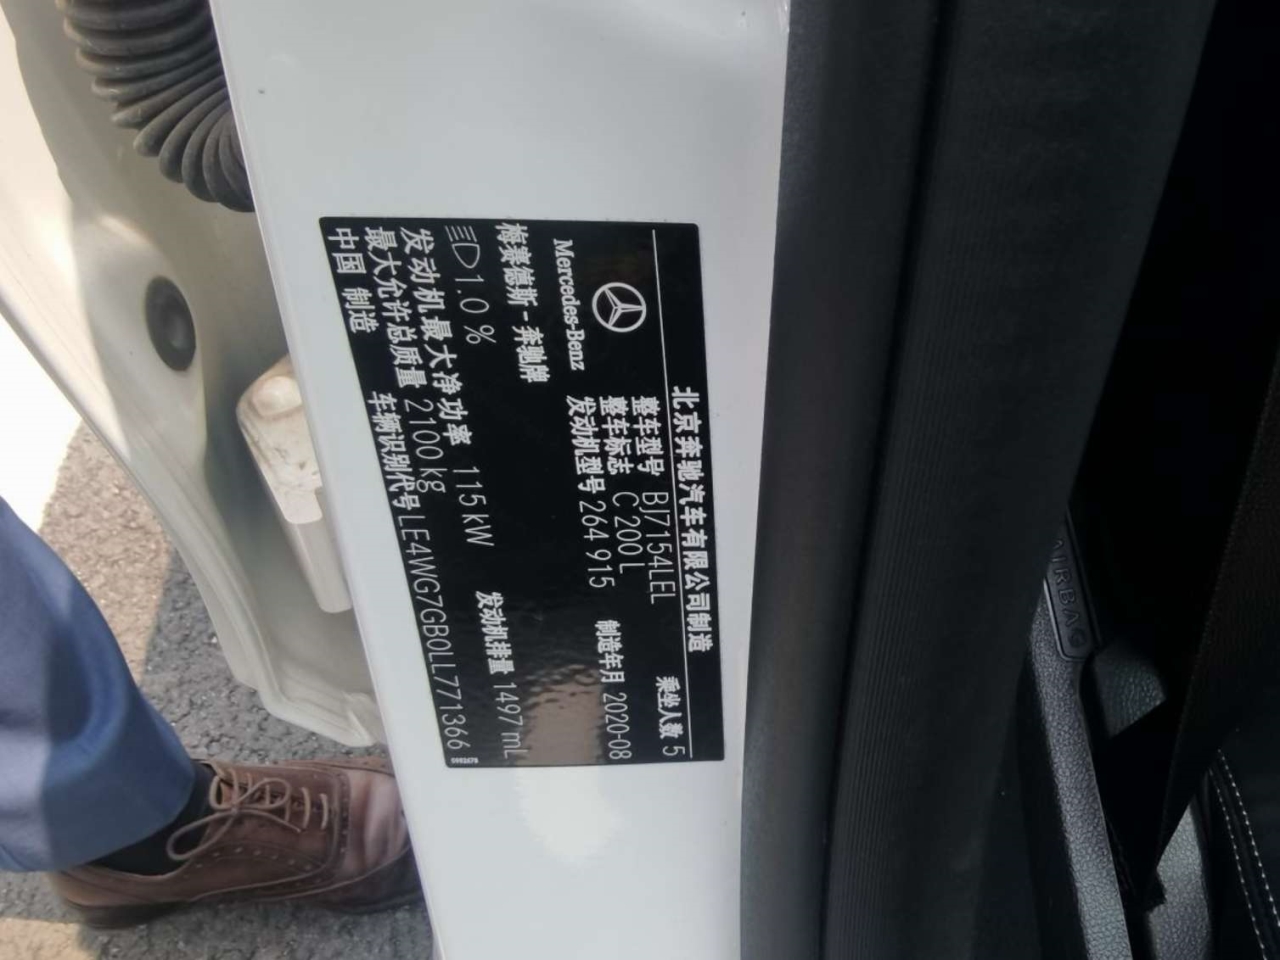 北京奔驰汽车有限公司制造
整车型号 BJ7154LEL 乘坐人数 5
整车标志 C 200 L
发动机型号 264 915 制造年月 2020-08
Mercedes-Benz
梅赛德斯-奔驰牌
1.0 %
发动机最大净功率 115 kW 发动机排量 1497 mL
最大允许总质量 2100 kg
中国 制造 车辆识别代号 LE4WG7GB0LL771366
AIRBAG